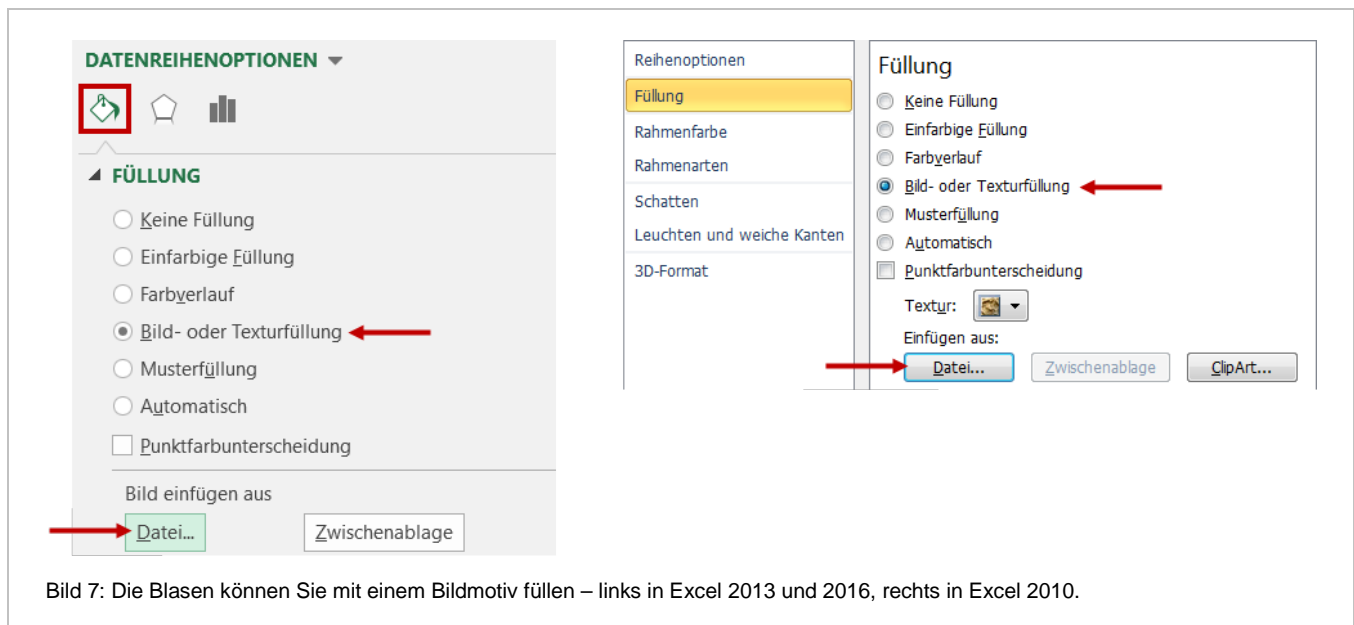 DATENREIHENOPTIONEN
FÜLLUNG
Keine Füllung
Einfarbige Füllung
Farbverlauf
Bild- oder Texturfüllung
Musterfüllung
Automatisch
Punktfarbunterscheidung
Bild einfügen aus
Datei... Zwischenablage
Reihenoptionen
Füllung
Rahmenfarbe
Rahmenarten
Schatten
Leuchten und weiche Kanten
3D-Format
Füllung
Keine Füllung
Einfarbige Füllung
Farbverlauf
Bild- oder Texturfüllung
Musterfüllung
Automatisch
Punktfarbunterscheidung
Textur:
Einfügen aus:
Datei... Zwischenablage ClipArt...
Bild 7: Die Blasen können Sie mit einem Bildmotiv füllen – links in Excel 2013 und 2016, rechts in Excel 2010.